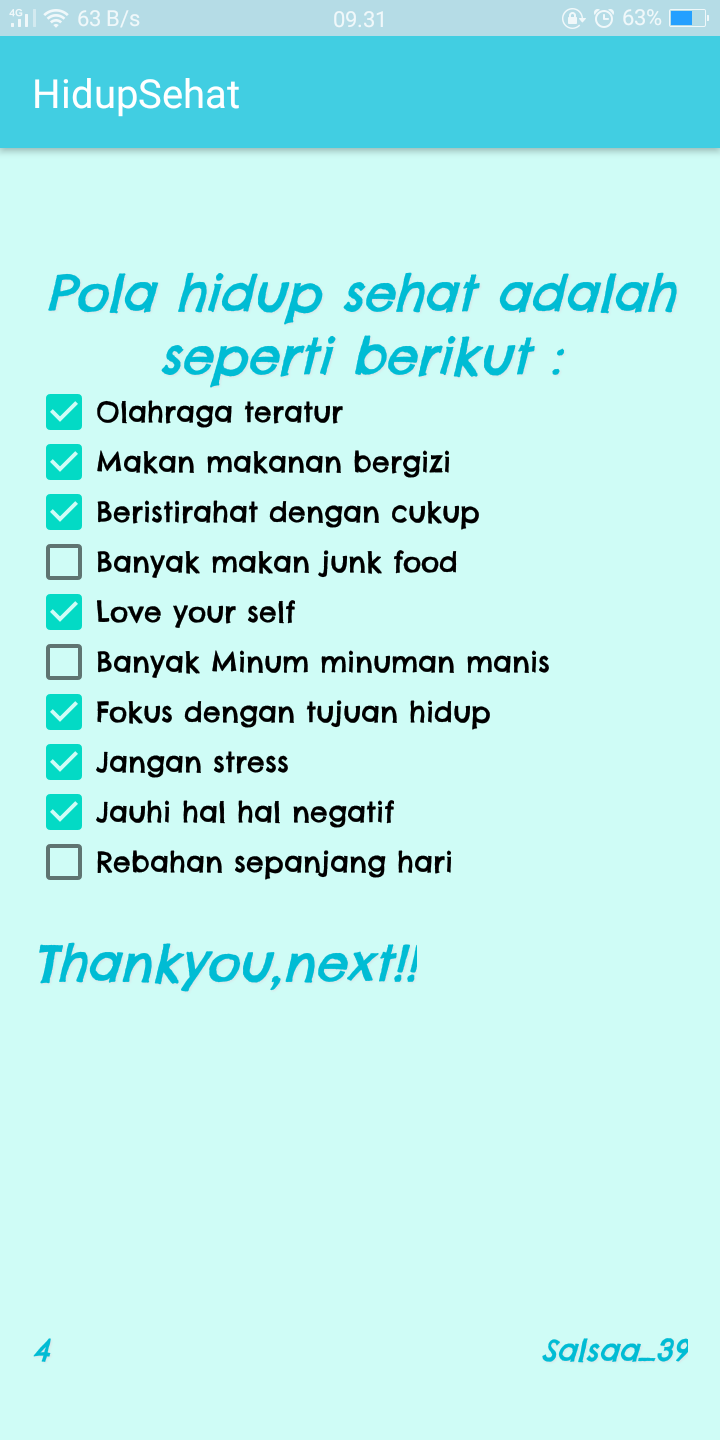 4G 63 B/s 09.31 63%
HidupSehat
Pola hidup sehat adalah
seperti berikut :
Olahraga teratur
Makan makanan bergizi
Beristirahat dengan cukup
Banyak makan junk food
Love your self
Banyak Minum minuman manis
Fokus dengan tujuan hidup
Jangan stress
Jauhi hal hal negatif
Rebahan sepanjang hari
Thankyou,next!!
4 Salsaa_39